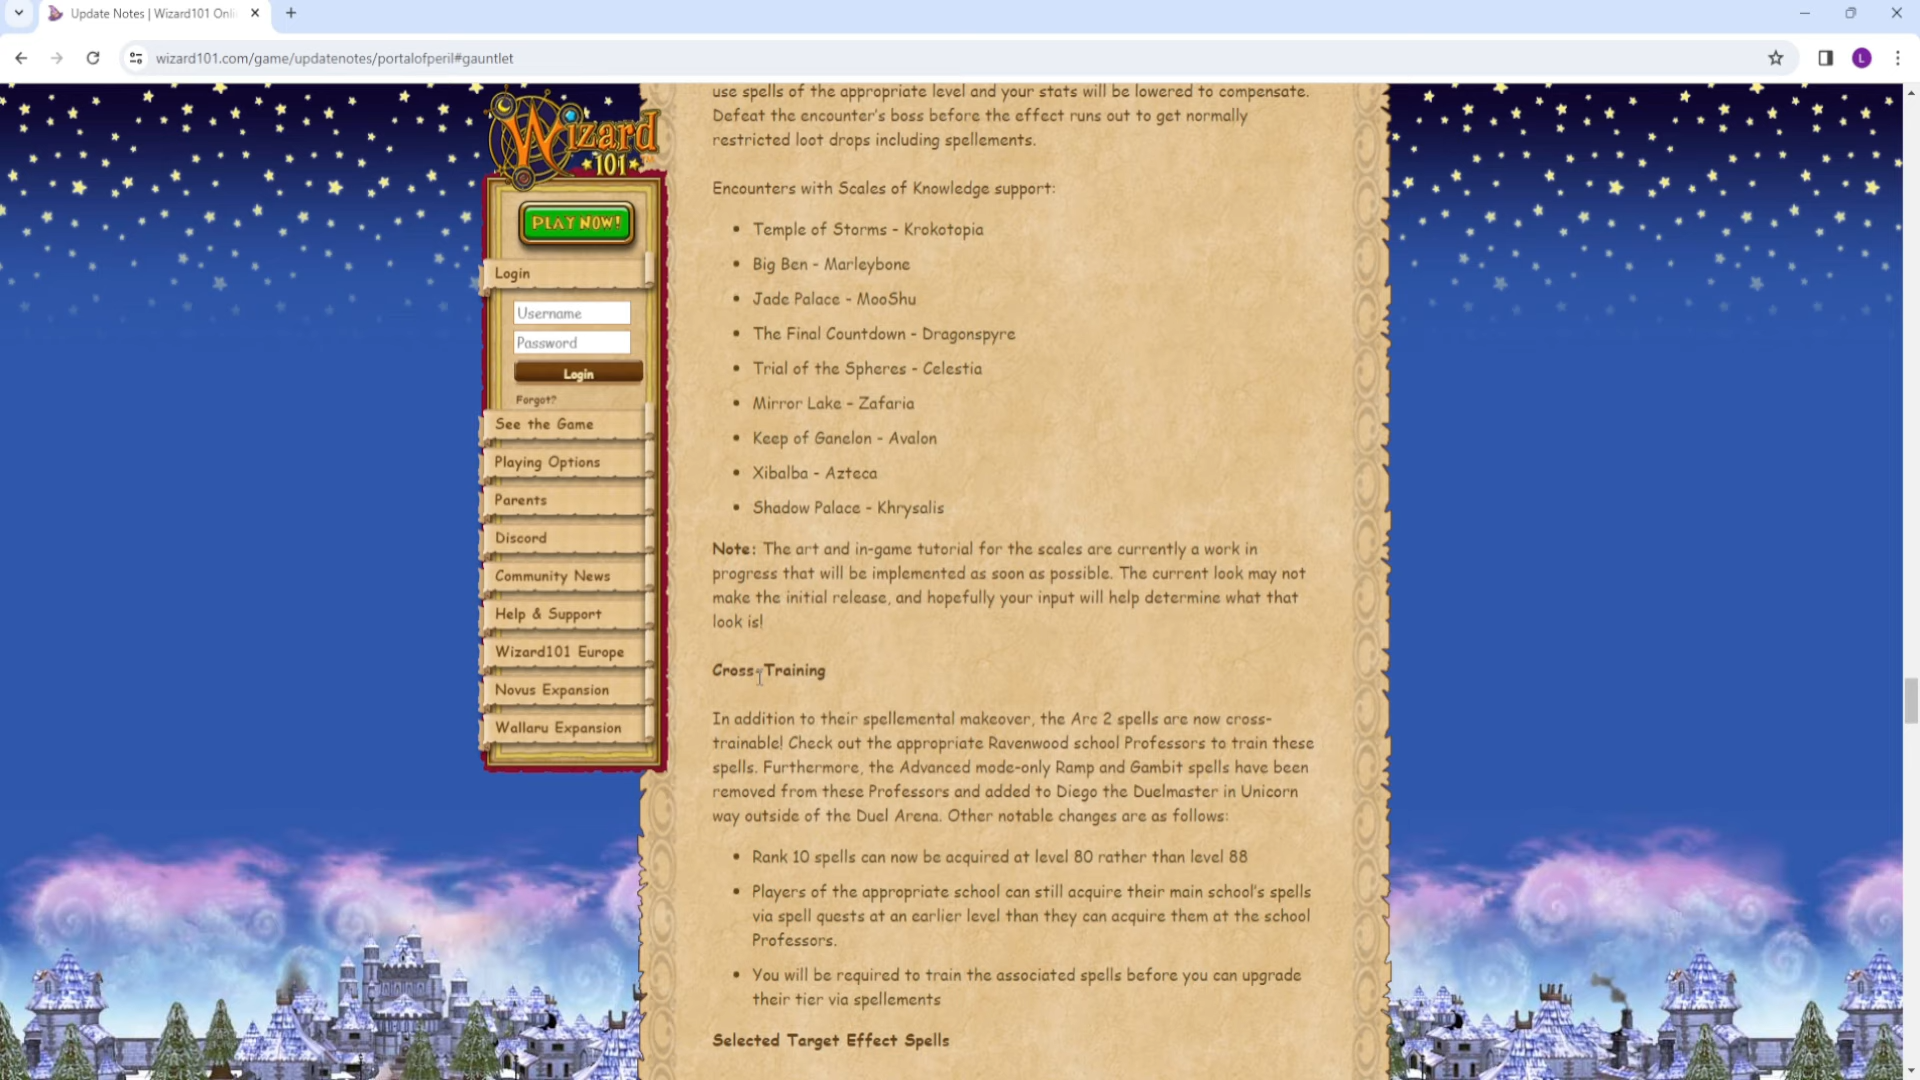 Update Notes | Wizard101 Onli
wizard101.com/game/updatenotes/portalofperil#gauntlet
L
Wizard
101
PLAY NOW!
Login
Username
Password
Login
Forgot?
See the Game
Playing Options
Parents
Discord
Community News
Help & Support
Wizard101 Europe
Novus Expansion
Wallaru Expansion
use spells of the appropriate level and your stats will be lowered to compensate.
Defeat the encounter's boss before the effect runs out to get normally
restricted loot drops including spellements.
Encounters with Scales of Knowledge support:
• Temple of Storms - Krokotopia
• Big Ben - Marleybone
• Jade Palace - MooShu
• The Final Countdown - Dragonspyre
• Trial of the Spheres - Celestia
• Mirror Lake - Zafaria
• Keep of Ganelon - Avalon
• Xibalba - Azteca
• Shadow Palace - Khrysalis
Note: The art and in-game tutorial for the scales are currently a work in
progress that will be implemented as soon as possible. The current look may not
make the initial release, and hopefully your input will help determine what that
look is!
Cross-Training
In addition to their spellemental makeover, the Arc 2 spells are now cross-
trainable! Check out the appropriate Ravenwood school Professors to train these
spells. Furthermore, the Advanced mode-only Ramp and Gambit spells have been
removed from these Professors and added to Diego the Duelmaster in Unicorn
way outside of the Duel Arena. Other notable changes are as follows:
• Rank 10 spells can now be acquired at level 80 rather than level 88
• Players of the appropriate school can still acquire their main school's spells
via spell quests at an earlier level than they can acquire them at the school
Professors.
• You will be required to train the associated spells before you can upgrade
their tier via spellements
Selected Target Effect Spells